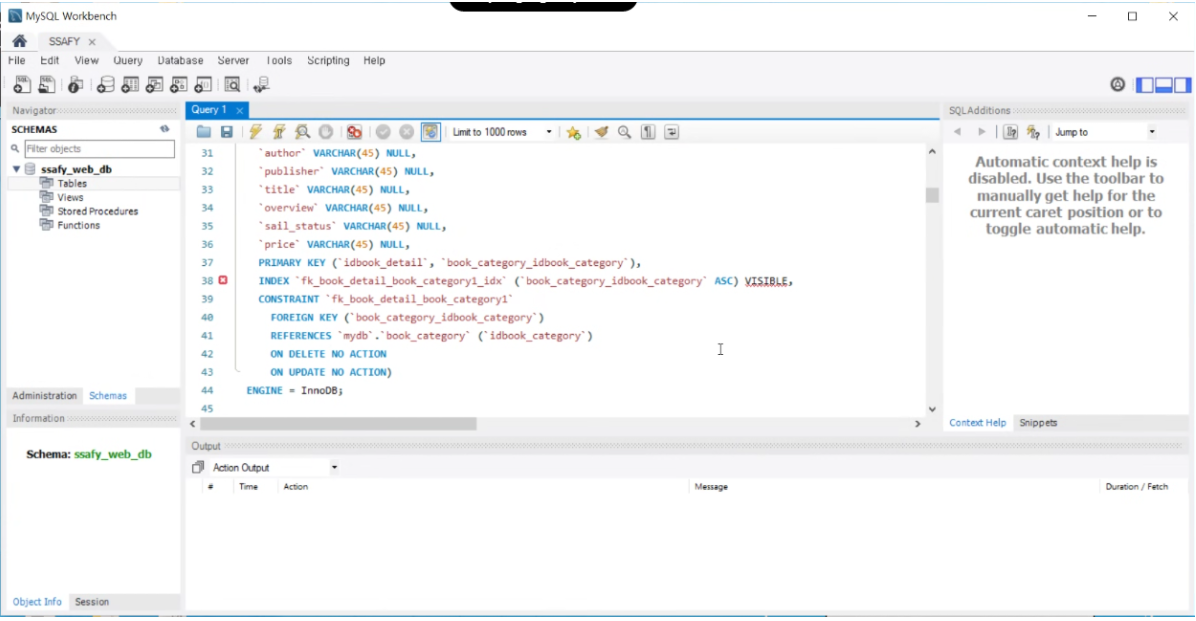 MySQL Workbench
SSAFY
File Edit View Query Database Server Tools Scripting Help
Navigator
SCHEMAS
Filter objects
ssafy_web_db
Tables
Views
Stored Procedures
Functions
Administration Schemas
Information
Schema: ssafy_web_db
Object Info Session
Query 1
Limit to 1000 rows
31 `author` VARCHAR(45) NULL,
32 `publisher` VARCHAR(45) NULL,
33 `title` VARCHAR(45) NULL,
34 `overview` VARCHAR(45) NULL,
35 `sail_status` VARCHAR(45) NULL,
36 `price` VARCHAR(45) NULL,
37 PRIMARY KEY (`idbook_detail`, `book_category_idbook_category`),
38 INDEX `fk_book_detail_book_category1_idx` (`book_category_idbook_category` ASC) VISIBLE,
39 CONSTRAINT `fk_book_detail_book_category1`
40 FOREIGN KEY (`book_category_idbook_category`)
41 REFERENCES `mydb`.`book_category` (`idbook_category`)
42 ON DELETE NO ACTION
43 ON UPDATE NO ACTION)
44 ENGINE = InnoDB;
45
Output
Action Output
# Time Action Message Duration / Fetch
SQLAdditions
Jump to
Automatic context help is
disabled. Use the toolbar to
manually get help for the
current caret position or to
toggle automatic help.
Context Help Snippets